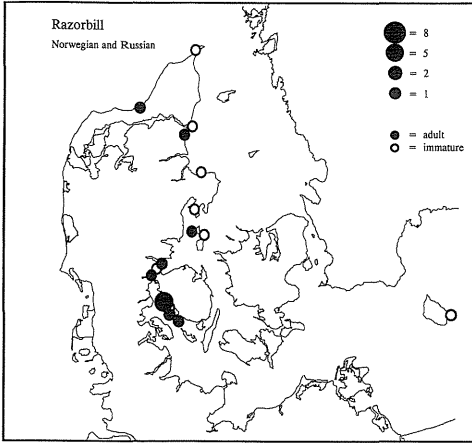 Razorbill
Norwegian and Russian
= 8
= 5
= 2
= 1
= adult
= immature